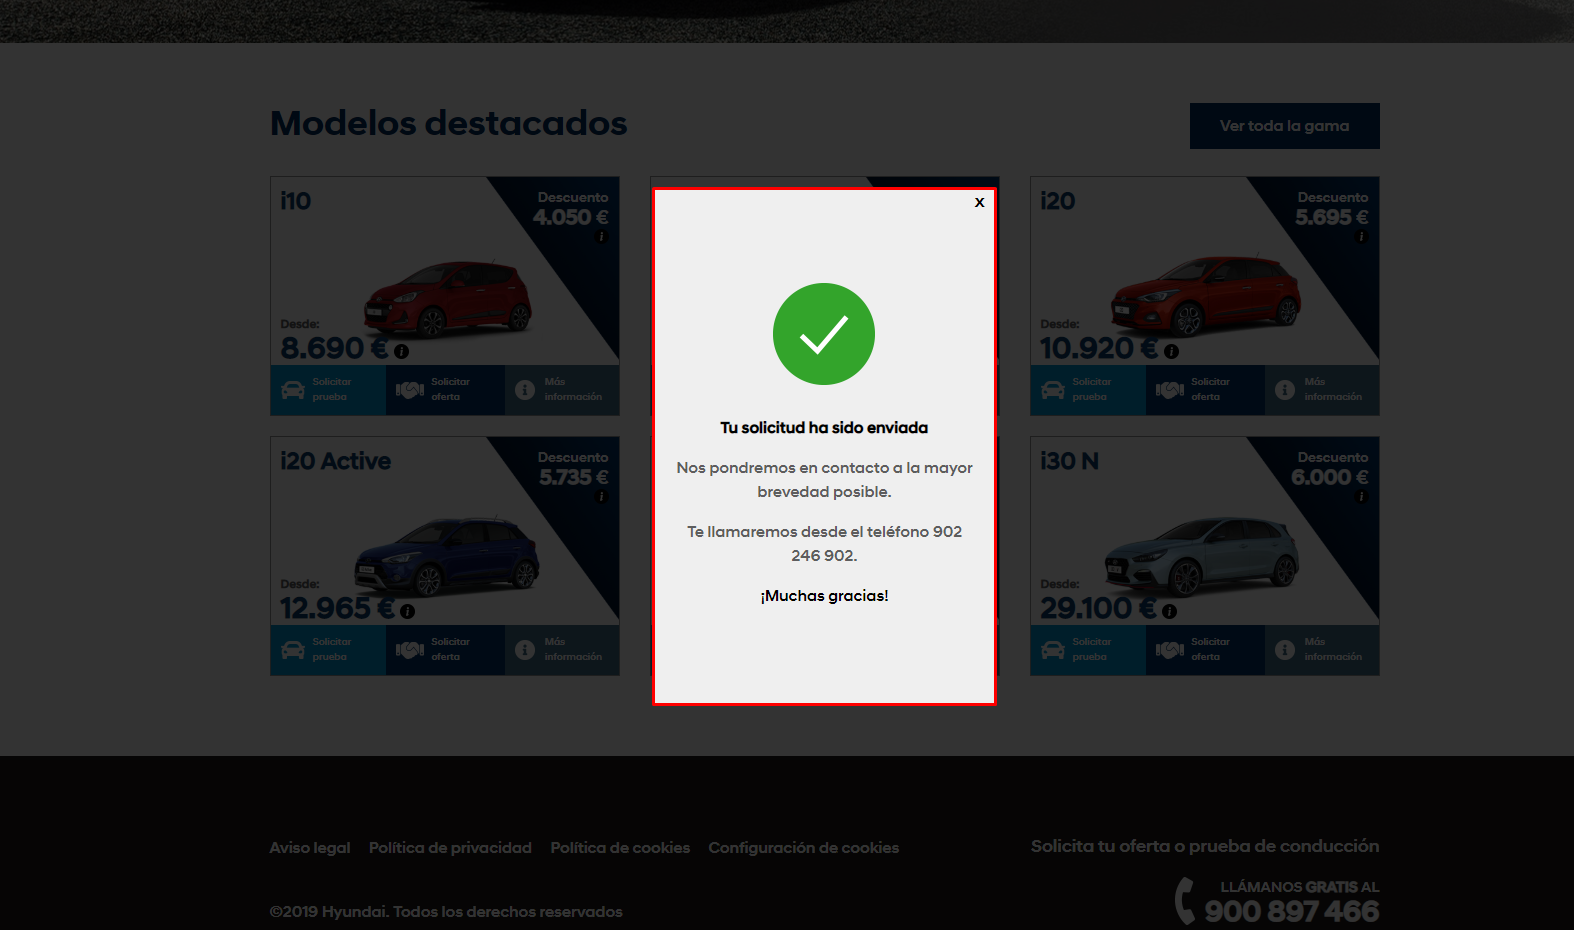 Modelos destacados
Ver toda la gama
i10
Descuento
4.050 €
i
Desde:
8.690 € i
Solicitar
prueba
Solicitar
oferta
i
Más
información
X
Tu solicitud ha sido enviada
Nos pondremos en contacto a la mayor
brevedad posible.
Te llamaremos desde el teléfono 902
246 902.
¡Muchas gracias!
i20
Descuento
5.695 €
i
Desde:
10.920 € i
Solicitar
prueba
Solicitar
oferta
i
Más
información
i20 Active
Descuento
5.735 €
i
Desde:
12.965 € i
Solicitar
prueba
Solicitar
oferta
i
Más
información
i30 N
Descuento
6.000 €
i
Desde:
29.100 € i
Solicitar
prueba
Solicitar
oferta
i
Más
información
Aviso legal Política de privacidad Política de cookies Configuración de cookies
©2019 Hyundai. Todos los derechos reservados
Solicita tu oferta o prueba de conducción
LLÁMANOS GRATIS AL
900 897 466